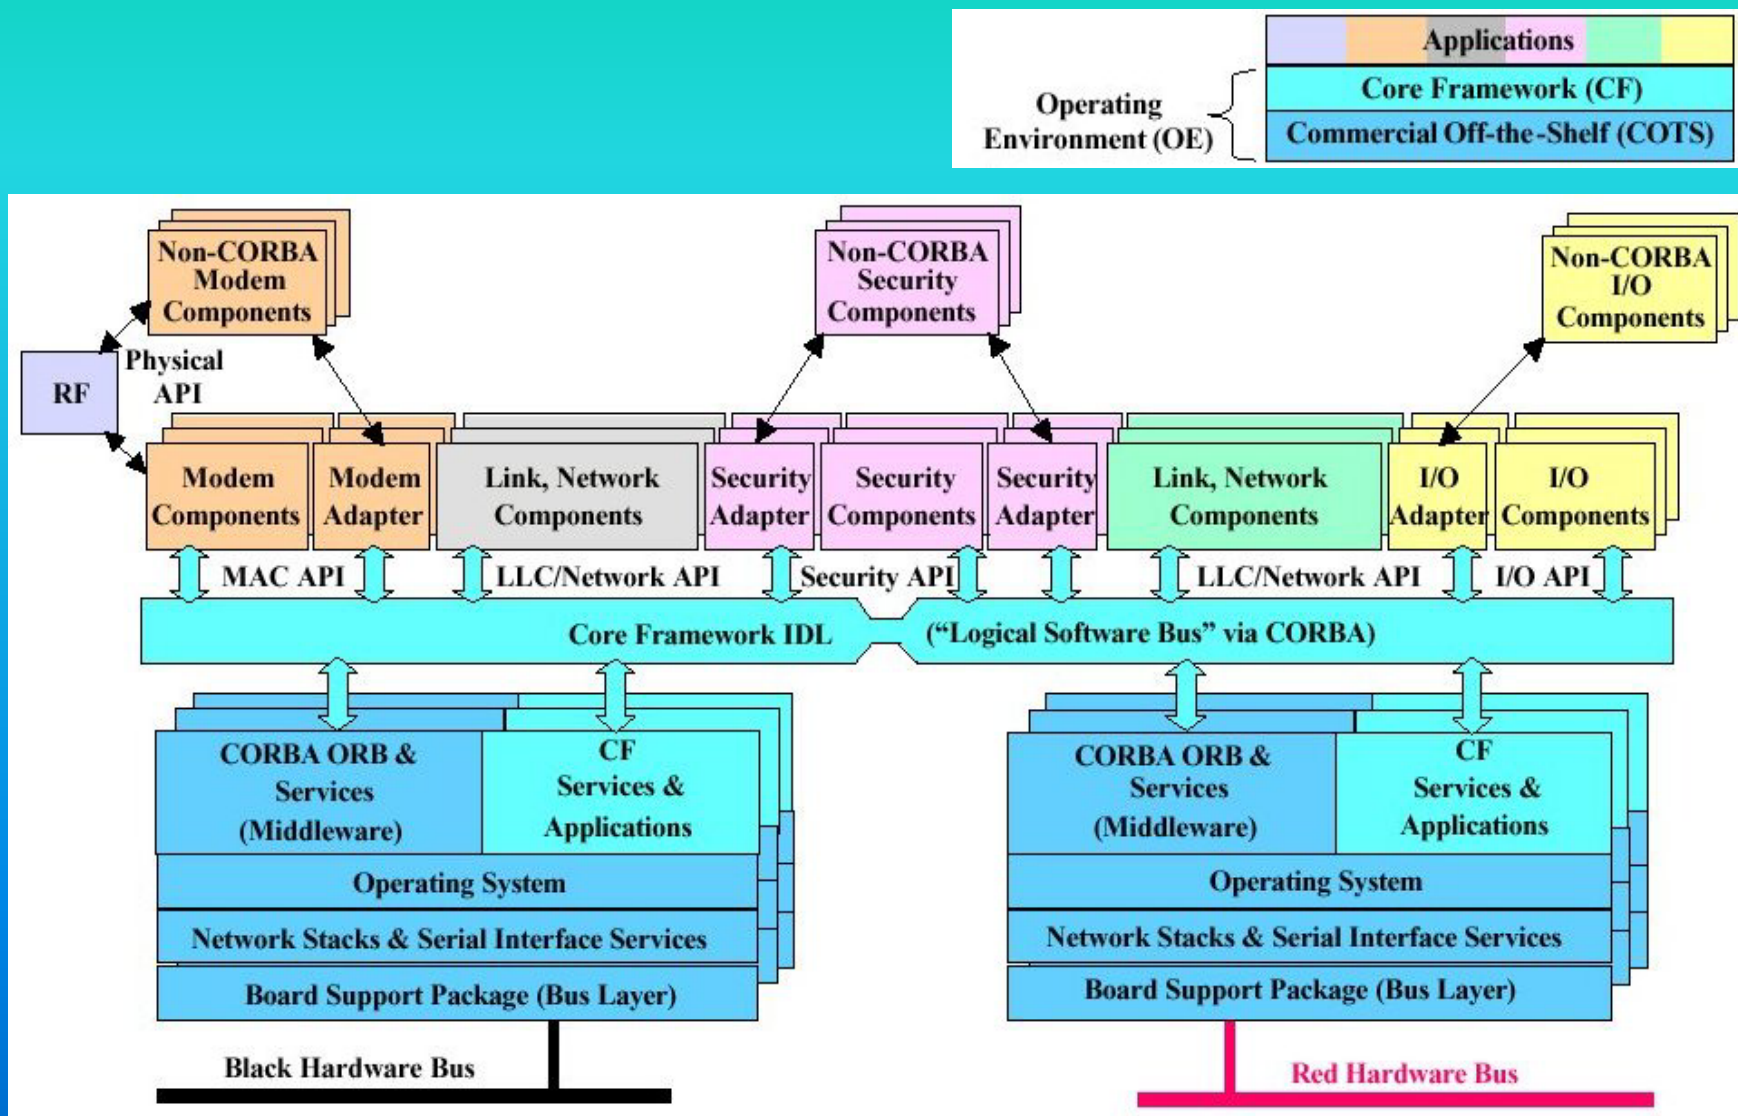 Applications
Core Framework (CF)
Commercial Off-the-Shelf (COTS)
Operating
Environment (OE)
Non-CORBA
Modem
Components
Non-CORBA
Security
Components
Non-CORBA
I/O
Components
RF
Physical
API
Modem
Components
Modem
Adapter
Link, Network
Components
Security
Adapter
Security
Components
Security
Adapter
Link, Network
Components
I/O
Adapter
I/O
Components
MAC API
LLC/Network API
Security API
LLC/Network API
I/O API
Core Framework IDL
(“Logical Software Bus” via CORBA)
CORBA ORB &
Services
(Middleware)
CF
Services &
Applications
Operating System
Network Stacks & Serial Interface Services
Board Support Package (Bus Layer)
Black Hardware Bus
CORBA ORB &
Services
(Middleware)
CF
Services &
Applications
Operating System
Network Stacks & Serial Interface Services
Board Support Package (Bus Layer)
Red Hardware Bus